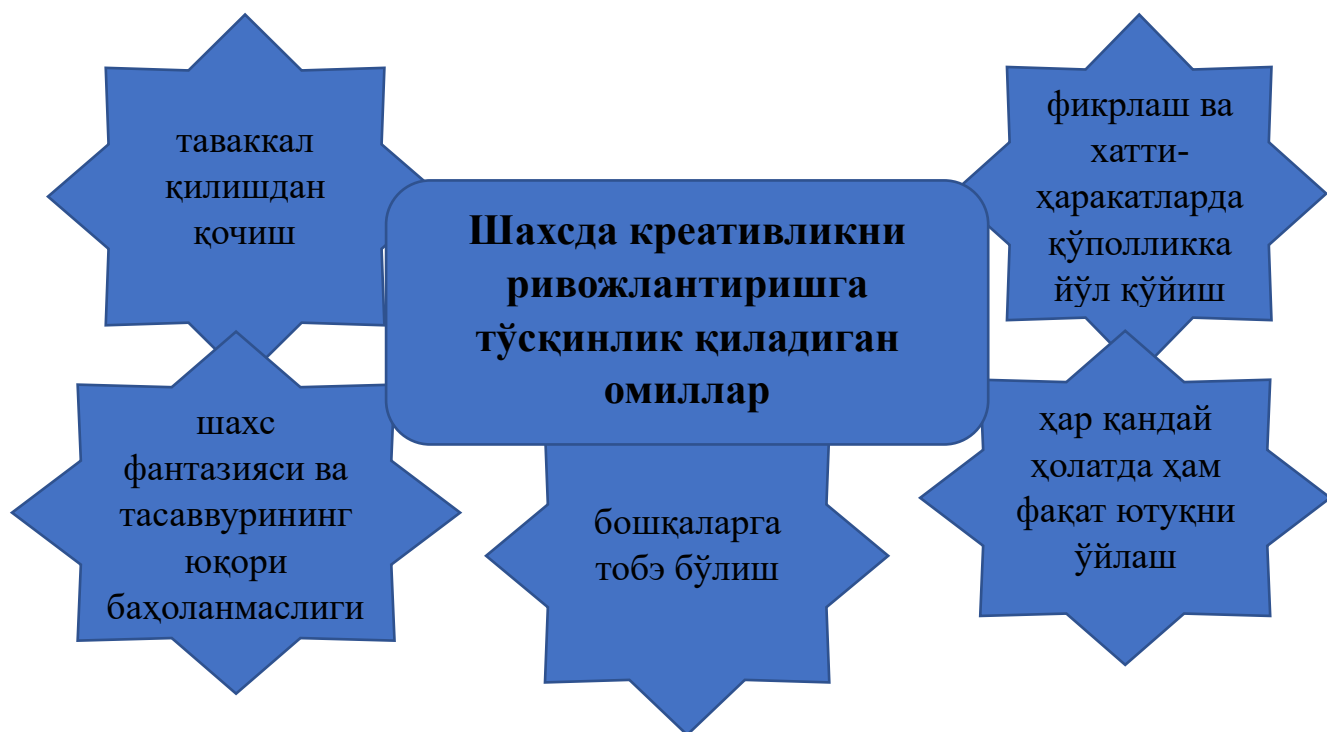 таваккал
қилишдан
қочиш
фикрлаш ва
хатти-
ҳаракатларда
қўполликка
йўл қўйиш
Шахсда креативликни
ривожлантиришга
тўсқинлик қиладиган
омиллар
шахс
фантазияси ва
тасаввурининг
юқори
баҳоланмаслиги
бошқаларга
тобэ бўлиш
ҳар қандай
ҳолатда ҳам
фақат ютуқни
ўйлаш